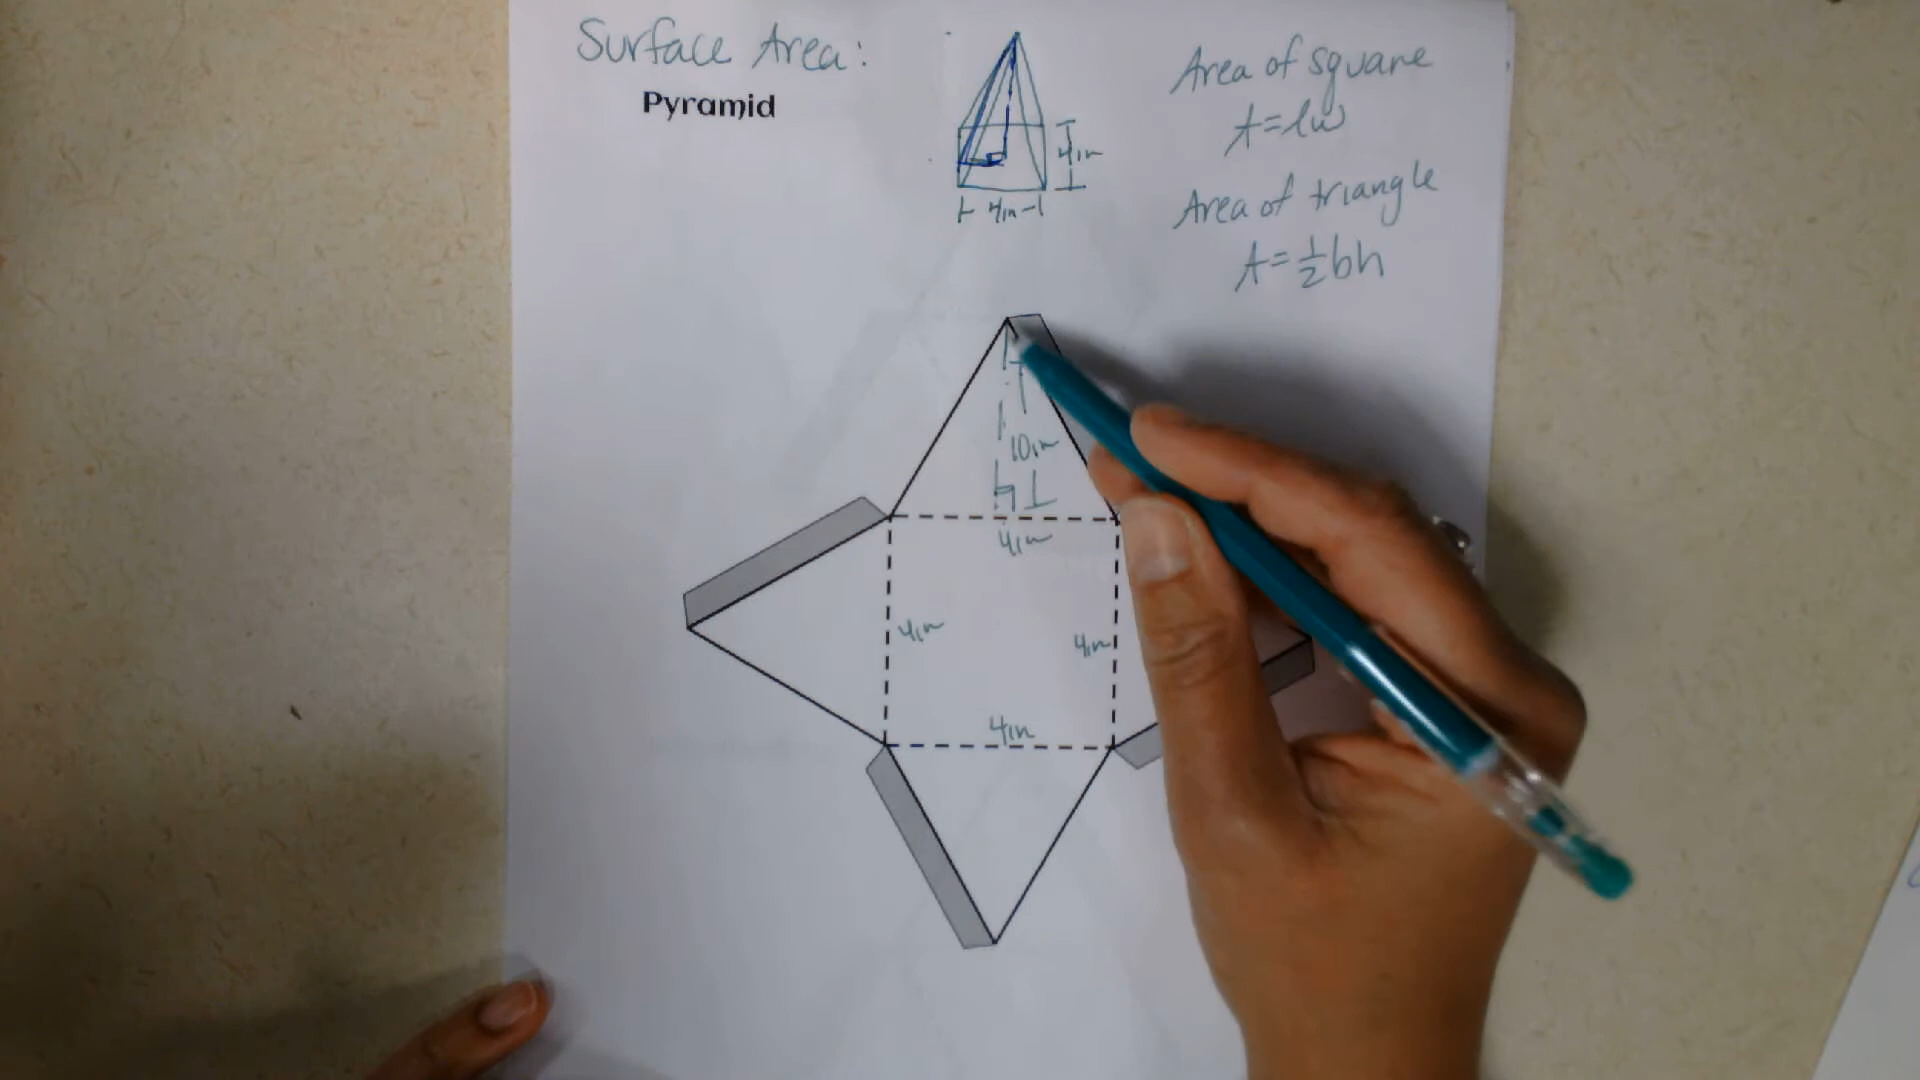 Surface Area:
Pyramid
4in
4in
Area of square
A=lw
Area of triangle
A=½bh
10in
4in
4in
4in
4in